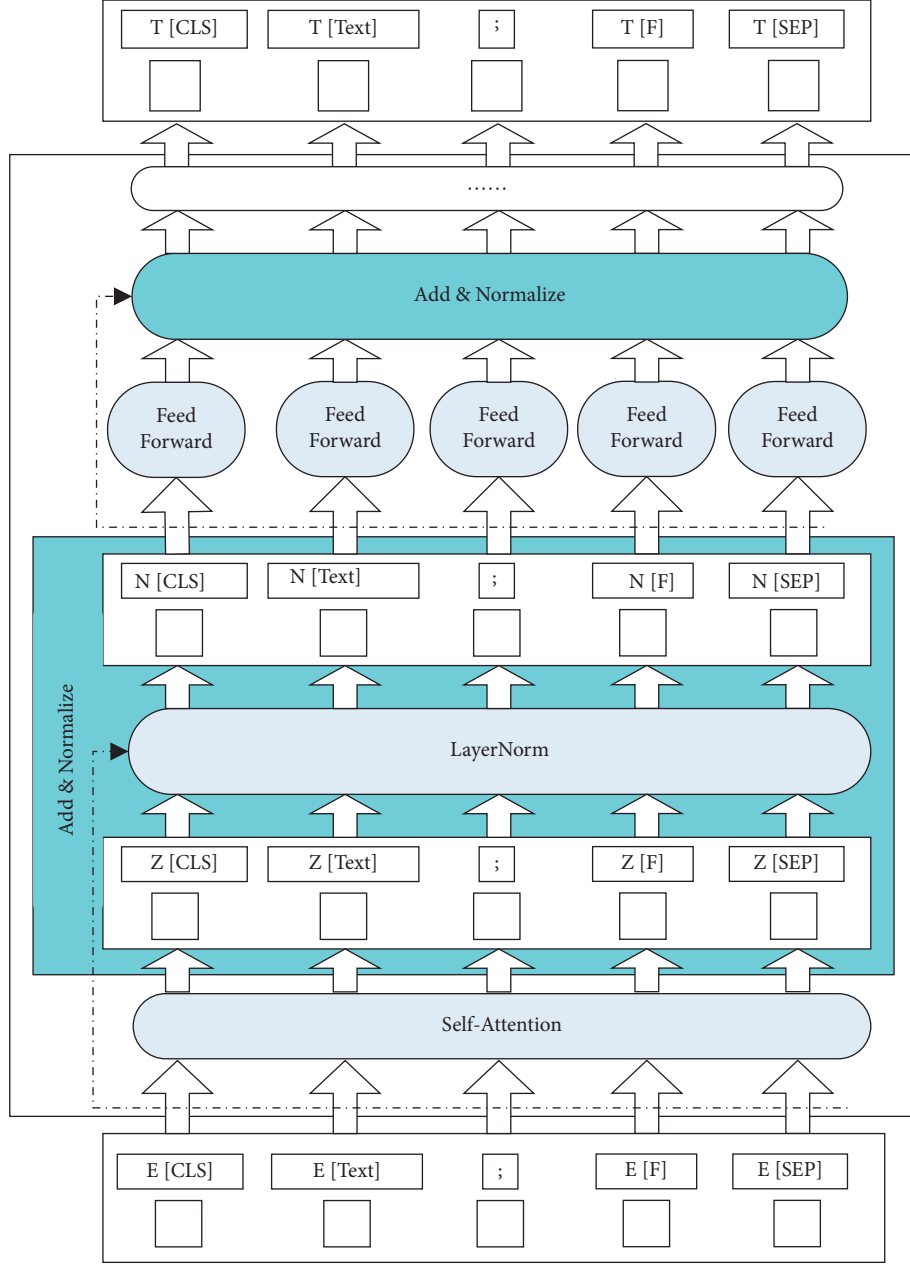 T [CLS] T [Text] ; T [F] T [SEP]
......
Add & Normalize
Feed Feed Feed Feed Feed
Forward Forward Forward Forward Forward
N [CLS] N [Text] ; N [F] N [SEP]
Add & Normalize
LayerNorm
Z [CLS] Z [Text] ; Z [F] Z [SEP]
Self-Attention
E [CLS] E [Text] ; E [F] E [SEP]